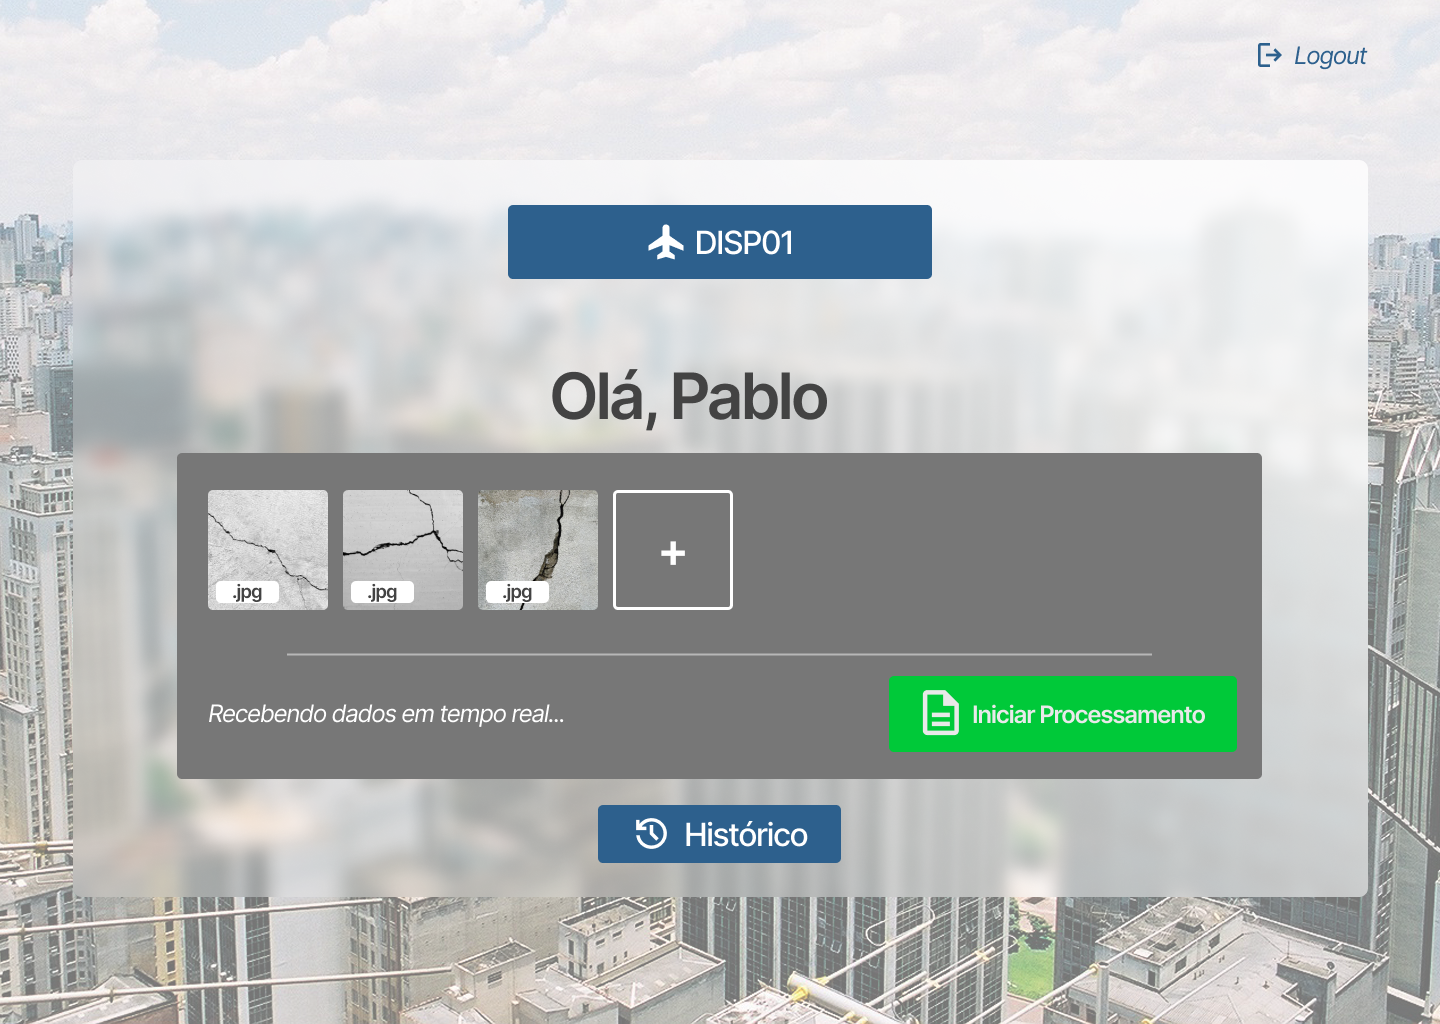 Logout
DISP01
Olá, Pablo
.jpg
.jpg
.jpg
+
Recebendo dados em tempo real...
Iniciar Processamento
Histórico